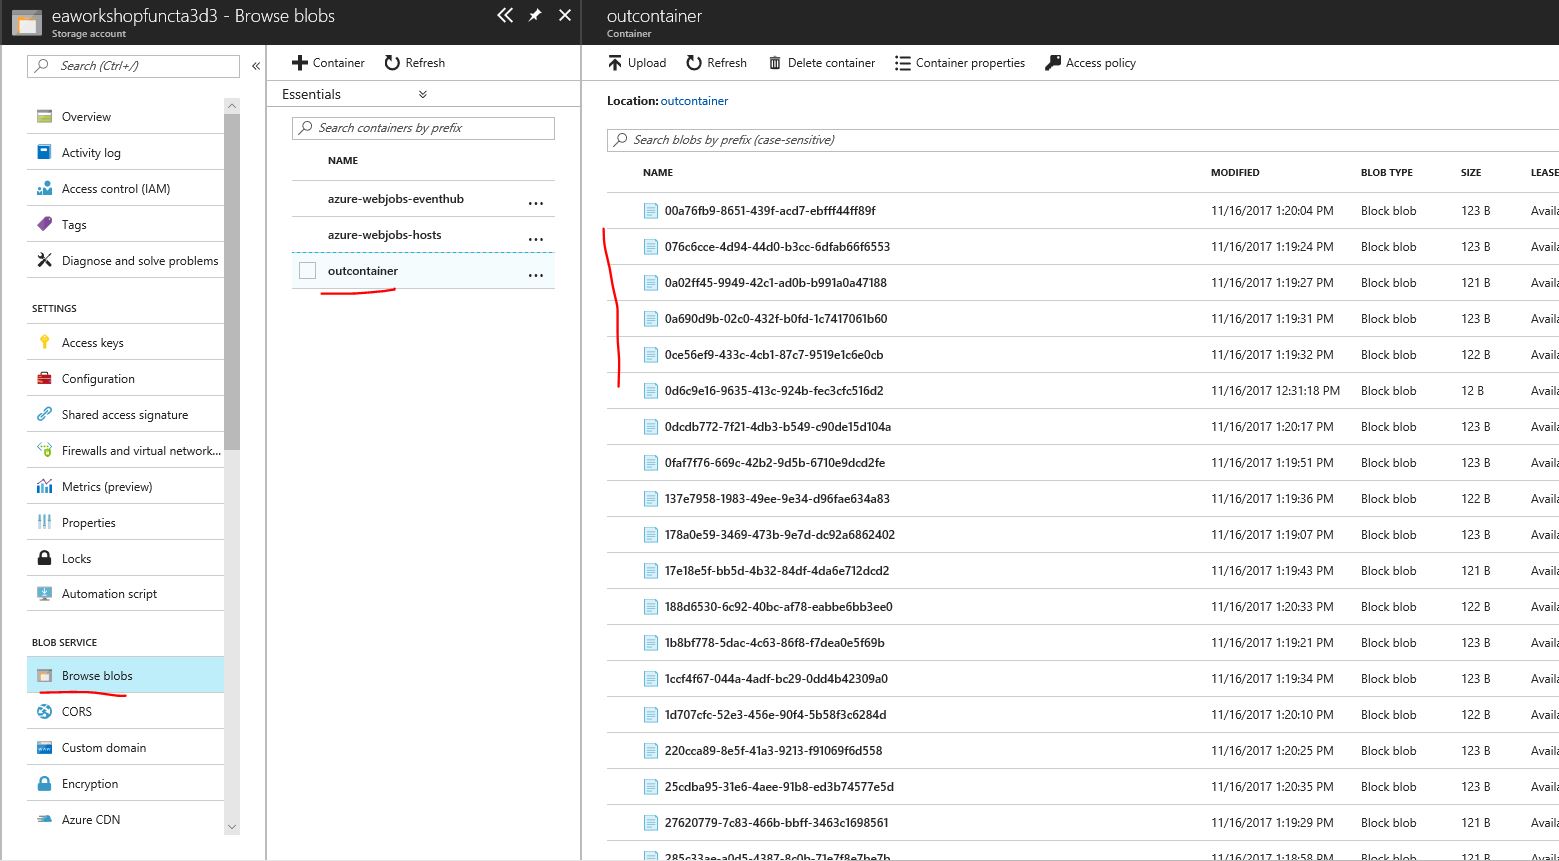 eaworkshopfuncta3d3 - Browse blobs
Storage account
Search (Ctrl+/)
Overview
Activity log
Access control (IAM)
Tags
Diagnose and solve problems
SETTINGS
Access keys
Configuration
Shared access signature
Firewalls and virtual network...
Metrics (preview)
Properties
Locks
Automation script
BLOB SERVICE
Browse blobs
CORS
Custom domain
Encryption
Azure CDN
Container Refresh
Essentials
Search containers by prefix
NAME
azure-webjobs-eventhub ...
azure-webjobs-hosts ...
outcontainer ...
outcontainer
Container
Upload Refresh Delete container Container properties Access policy
Location: outcontainer
Search blobs by prefix (case-sensitive)
NAME MODIFIED BLOB TYPE SIZE LEASE
00a76fb9-8651-439f-acd7-ebfff44ff89f 11/16/2017 1:20:04 PM Block blob 123 B Availa
076c6cce-4d94-44d0-b3cc-6dfab66f6553 11/16/2017 1:19:24 PM Block blob 123 B Availa
0a02ff45-9949-42c1-ad0b-b991a0a47188 11/16/2017 1:19:27 PM Block blob 121 B Availa
0a690d9b-02c0-432f-b0fd-1c7417061b60 11/16/2017 1:19:31 PM Block blob 123 B Availa
0ce56ef9-433c-4cb1-87c7-9519e1c6e0cb 11/16/2017 1:19:32 PM Block blob 122 B Availa
0d6c9e16-9635-413c-924b-fec3cfc516d2 11/16/2017 12:31:18 PM Block blob 12 B Availa
0dcdb772-7f21-4db3-b549-c90de15d104a 11/16/2017 1:20:17 PM Block blob 123 B Availa
0faf7f76-669c-42b2-9d5b-6710e9dcd2fe 11/16/2017 1:19:51 PM Block blob 123 B Availa
137e7958-1983-49ee-9e34-d96fae634a83 11/16/2017 1:19:36 PM Block blob 122 B Availa
178a0e59-3469-473b-9e7d-dc92a6862402 11/16/2017 1:19:07 PM Block blob 123 B Availa
17e18e5f-bb5d-4b32-84df-4da6e712dcd2 11/16/2017 1:19:43 PM Block blob 121 B Availa
188d6530-6c92-40bc-af78-eabbe6bb3ee0 11/16/2017 1:20:33 PM Block blob 122 B Availa
1b8bf778-5dac-4c63-86f8-f7dea0e5f69b 11/16/2017 1:20:21 PM Block blob 123 B Availa
1ccf4f67-044a-4adf-bc29-0dd4b42309a0 11/16/2017 1:19:34 PM Block blob 123 B Availa
1d707cfc-52e3-456e-90f4-5b58f3c6284d 11/16/2017 1:20:10 PM Block blob 122 B Availa
220cca89-8e5f-41a3-9213-f91069f6d558 11/16/2017 1:20:25 PM Block blob 123 B Availa
25cdba95-31e6-4aee-91b8-ed3b74577e5d 11/16/2017 1:20:35 PM Block blob 123 B Availa
27620779-7c83-466b-bbff-3463c1698561 11/16/2017 1:19:29 PM Block blob 121 B Availa
11/16/2017 1:18:58 PM Block blob 121 B Availa